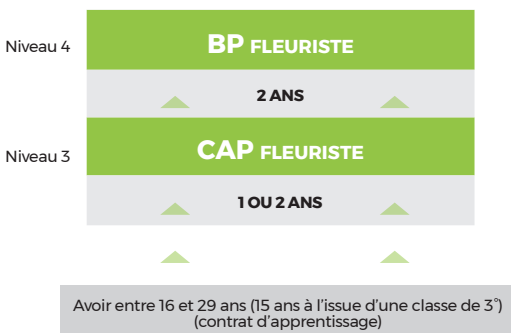 Niveau 4
BP FLEURISTE
2 ANS
Niveau 3
CAP FLEURISTE
1 OU 2 ANS
Avoir entre 16 et 29 ans (15 ans à l'issue d'une classe de 3°)
(contrat d'apprentissage)